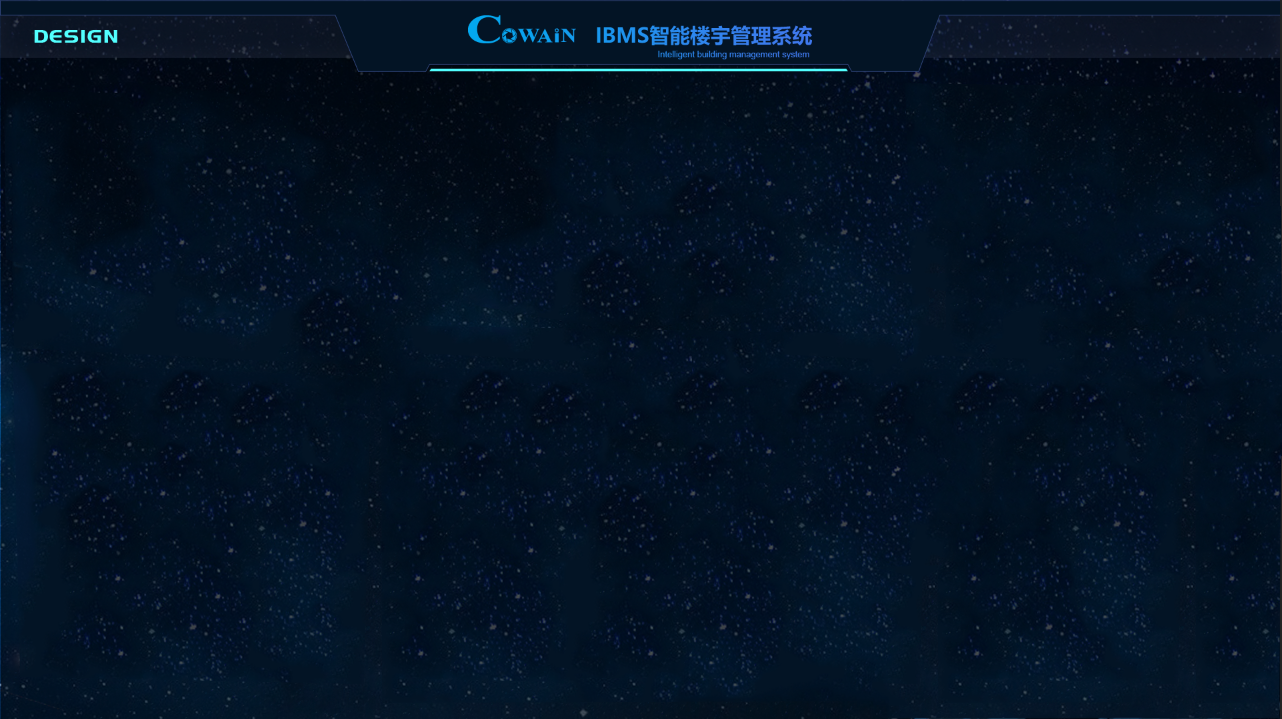 DESIGN
COWAIN IBMS智能楼宇管理系统
Intelligent building management system